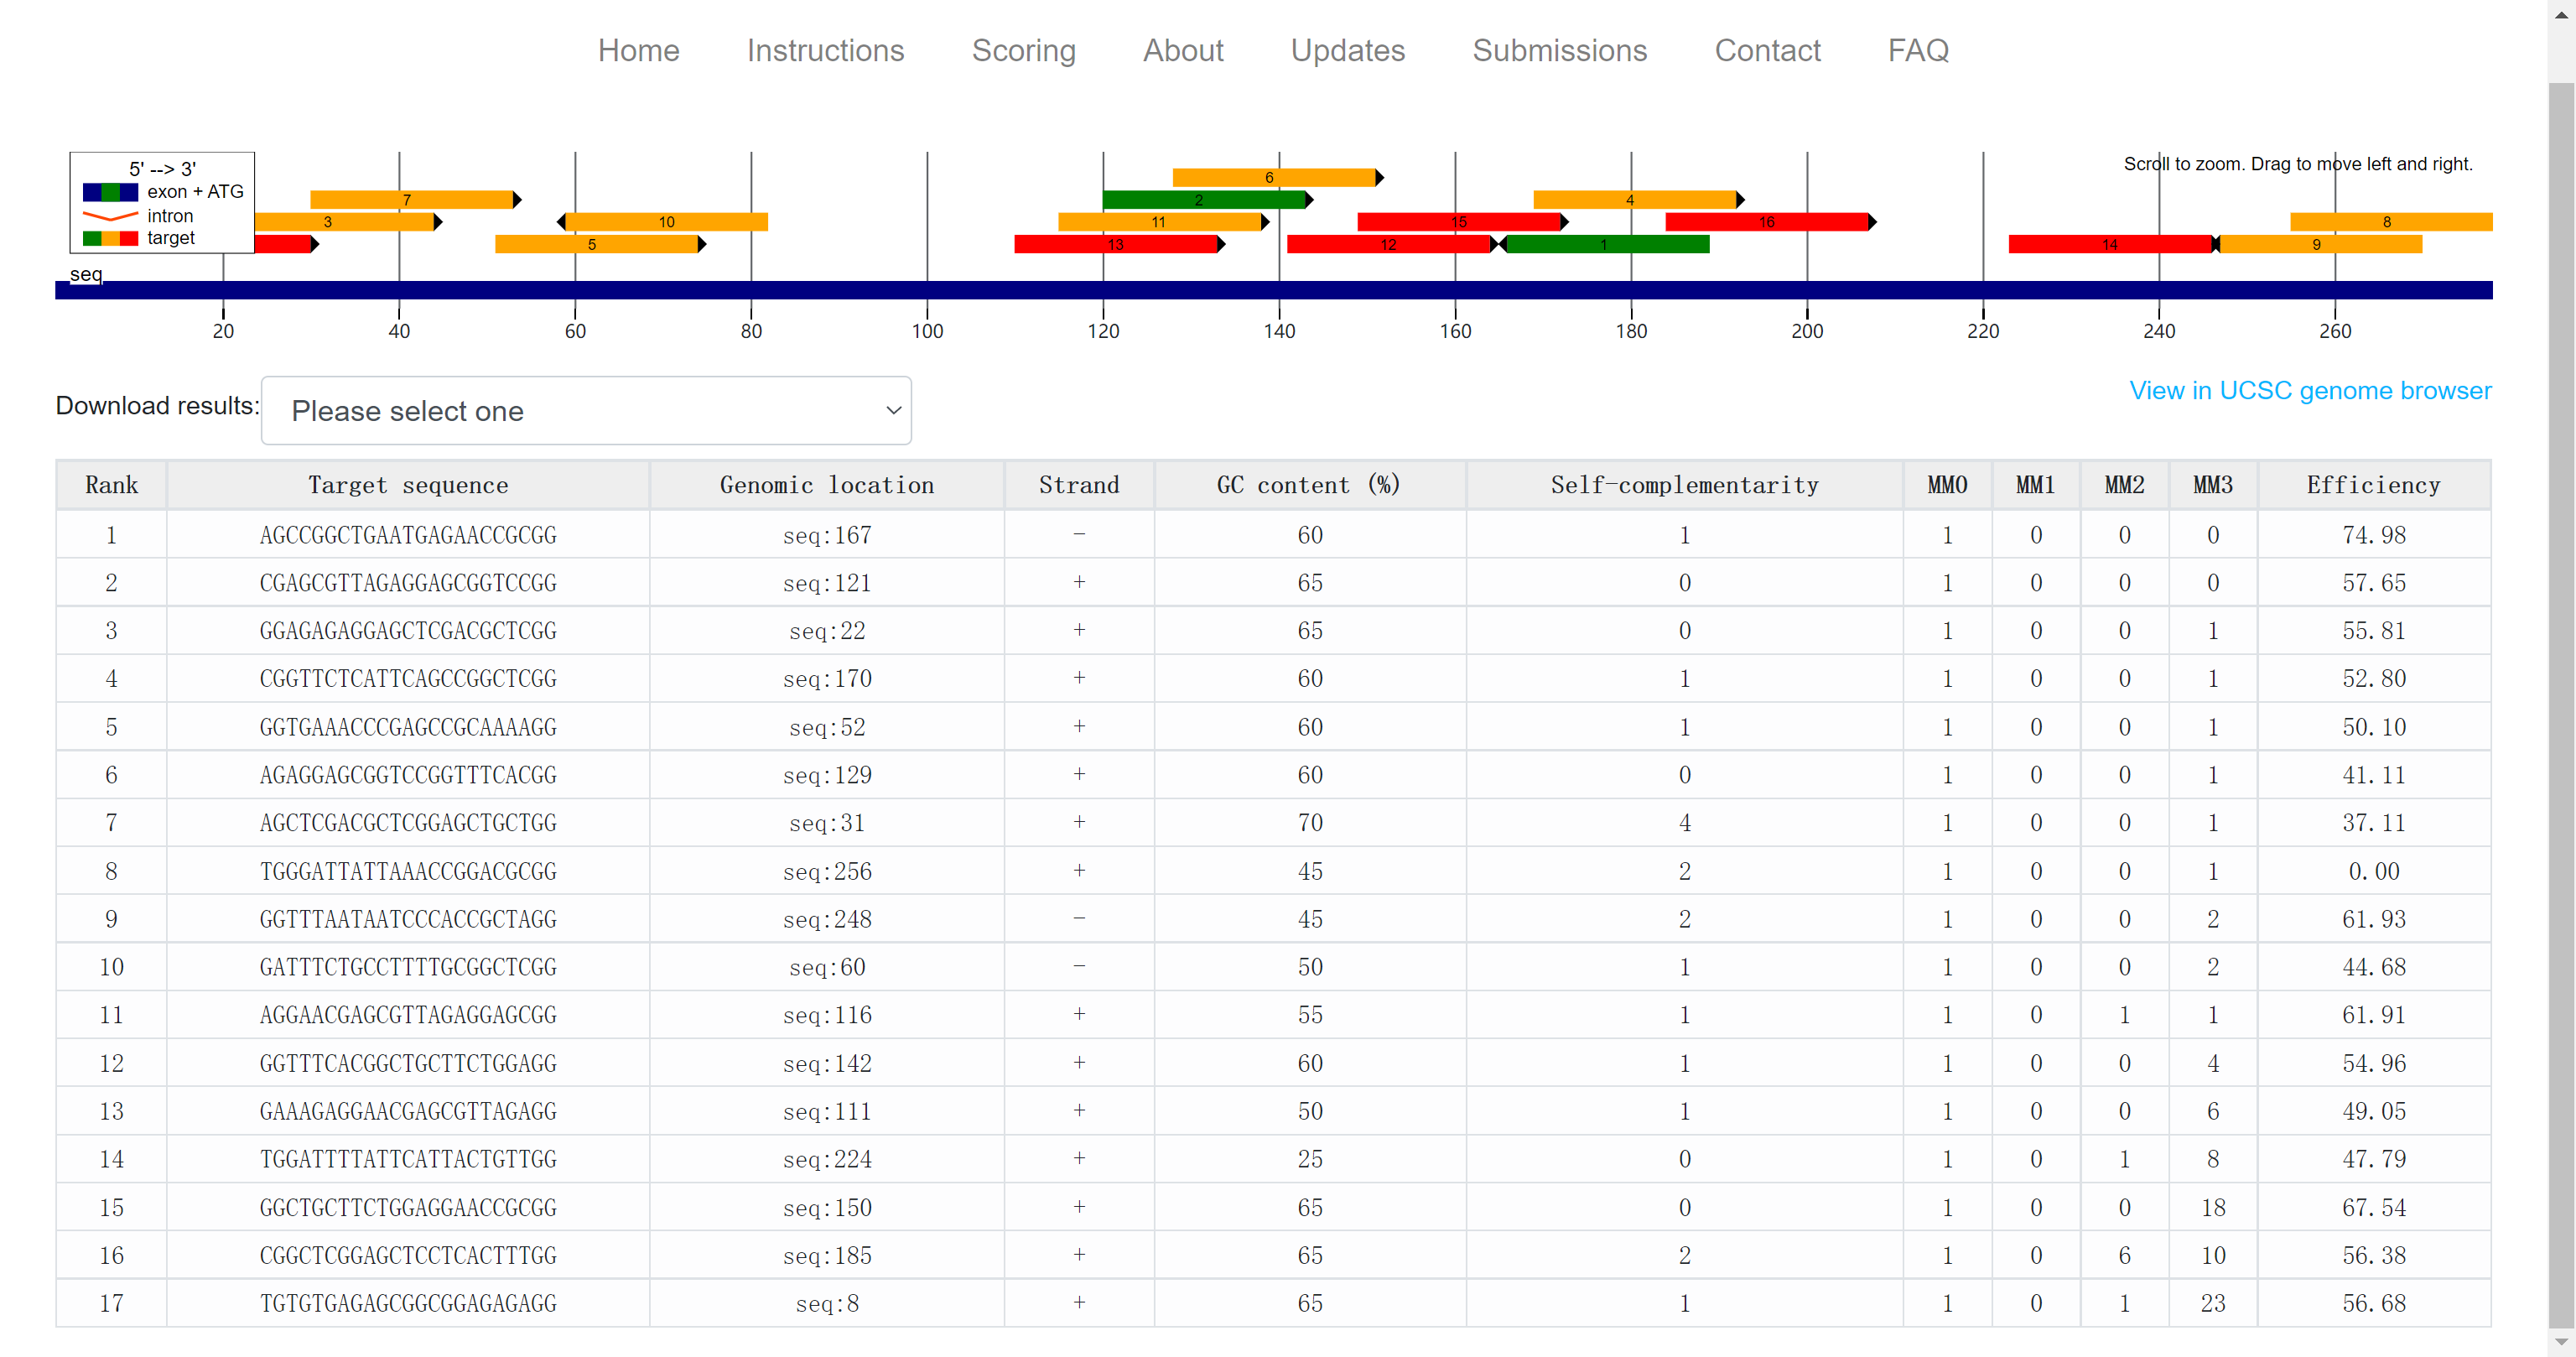 Home Instructions Scoring About Updates Submissions Contact FAQ
5' --> 3'
exon + ATG
intron
target
seq
Scroll to zoom. Drag to move left and right.
6
7 2 4
3 10 11 15 16 8
5 13 12 1 14 9
20 40 60 80 100 120 140 160 180 200 220 240 260
Download results: Please select one
View in UCSC genome browser
Rank Target sequence Genomic location Strand GC content (%) Self-complementarity MM0 MM1 MM2 MM3 Efficiency
1 AGCCGGCTGAATGAGAACCGCGG seq:167 - 60 1 1 0 0 0 74.98
2 CGAGCGTTAGAGGAGCGGTCCGG seq:121 + 65 0 1 0 0 0 57.65
3 GGAGAGAGGAGCTCGACGCTCGG seq:22 + 65 0 1 0 0 1 55.81
4 CGGTTCTCATTCAGCCGGCTCGG seq:170 + 60 1 1 0 0 1 52.80
5 GGTGAAACCCGAGCCGCAAAAGG seq:52 + 60 1 1 0 0 1 50.10
6 AGAGGAGCGGTCCGGTTTCACGG seq:129 + 60 0 1 0 0 1 41.11
7 AGCTCGACGCTCGGAGCTGCTGG seq:31 + 70 4 1 0 0 1 37.11
8 TGGGATTATTAAACCGGACGCGG seq:256 + 45 2 1 0 0 1 0.00
9 GGTTTAATAATCCCACCGCTAGG seq:248 - 45 2 1 0 0 2 61.93
10 GATTTCTGCCTTTTGCGGCTCGG seq:60 - 50 1 1 0 0 2 44.68
11 AGGAACGAGCGTTAGAGGAGCGG seq:116 + 55 1 1 0 1 1 61.91
12 GGTTTCACGGCTGCTTCTGGAGG seq:142 + 60 1 1 0 0 4 54.96
13 GAAAGAGGAACGAGCGTTAGAGG seq:111 + 50 1 1 0 0 6 49.05
14 TGGATTTTATTCATTACTGTTGG seq:224 + 25 0 1 0 1 8 47.79
15 GGCTGCTTCTGGAGGAACCGCGG seq:150 + 65 0 1 0 0 18 67.54
16 CGGCTCGGAGCTCCTCACTTTGG seq:185 + 65 2 1 0 6 10 56.38
17 TGTGTGAGAGCGGCGGAGAGAGG seq:8 + 65 1 1 0 1 23 56.68